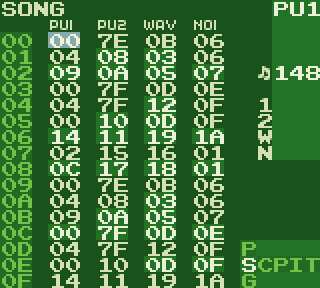 SONG PU1
PU1 PU2 WAV NOI
00 00 7E 0B 06
01 04 08 03 06
02 09 0A 05 07 ♫148
03 00 7F 0D 0E
04 04 7F 12 0F 1
05 00 10 0D 0F 2
06 14 11 19 1A W
07 02 15 16 01 N
08 0C 17 18 01
09 00 7E 0B 06
0A 04 08 03 06
0B 09 0A 05 07
0C 00 7F 0D 0E
0D 04 7F 12 0F P
0E 00 10 0D 0F SCPIT
0F 14 11 19 1A G